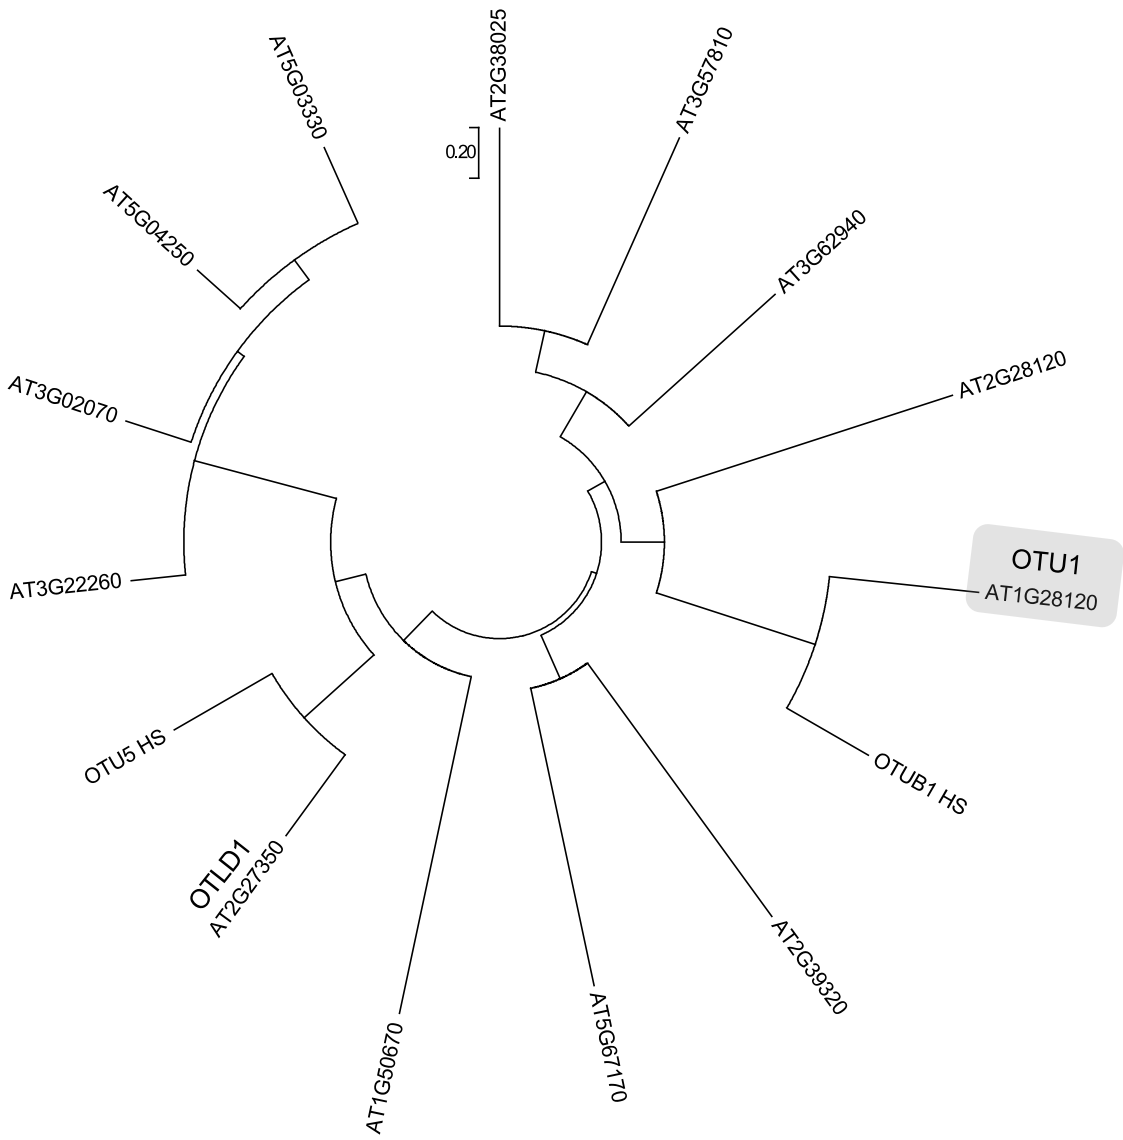 AT2G38025
AT3G57810
AT5G03330
0.20
AT5G04250
AT3G62940
AT2G28120
AT3G02070
OTU1
AT1G28120
AT3G22260
OTU5 HS
OTUB1 HS
OTLD1
AT2G27350
AT2G39320
AT5G67170
AT1G50670